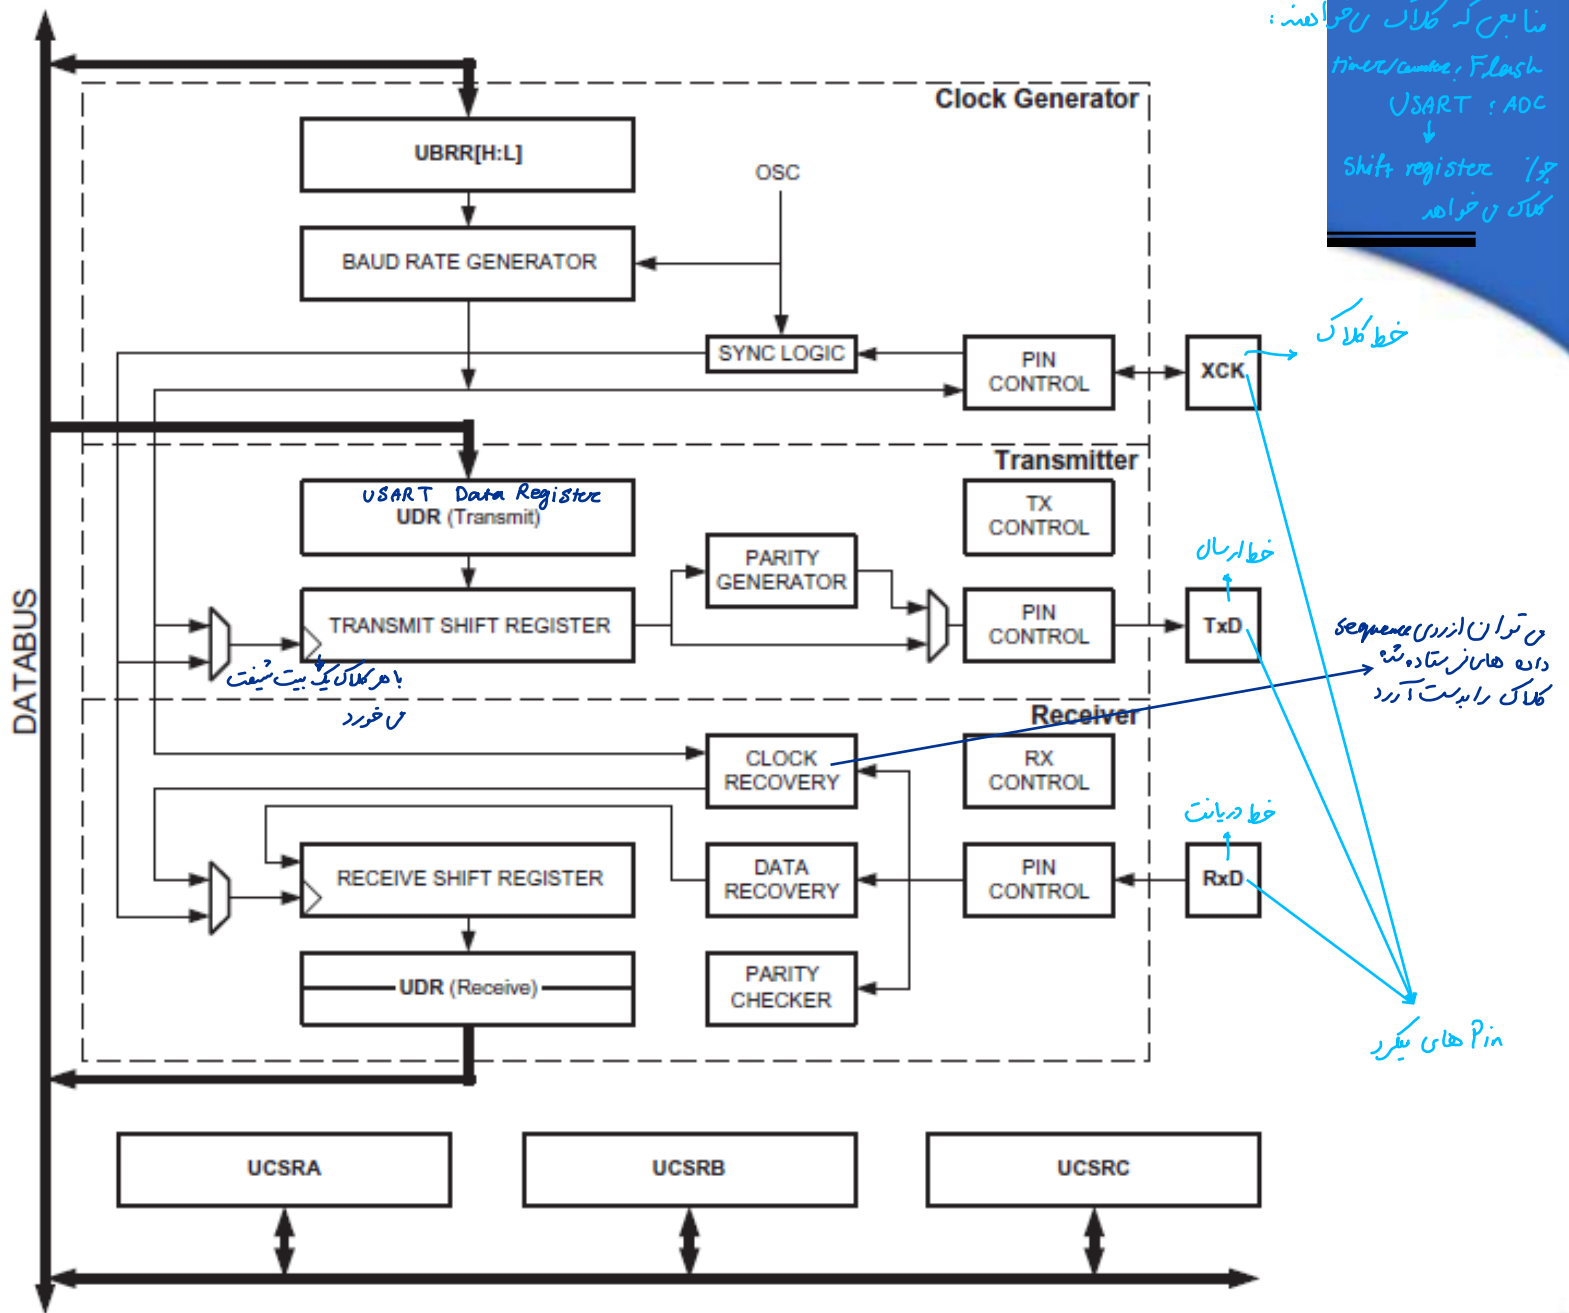 منابعی که کلاک می‌خواهند :
timer/counter, Flash
USART ; ADC
چرا؟ Shift register
کلاک می خواهد
Clock Generator
UBRR[H:L]
OSC
BAUD RATE GENERATOR
SYNC LOGIC
PIN
CONTROL
XCK
خط کلاک
Transmitter
USART Data Register
UDR (Transmit)
TX
CONTROL
PARITY
GENERATOR
خط ارسال
TRANSMIT SHIFT REGISTER
PIN
CONTROL
TxD
می توان از روی sequence
داده های فرستاده شده
کلاک را بدست آورد
با هر کلاک یک بیت شیفت
می خورد
DATABUS
Receiver
CLOCK
RECOVERY
RX
CONTROL
خط دریافت
RECEIVE SHIFT REGISTER
DATA
RECOVERY
PIN
CONTROL
RxD
UDR (Receive)
PARITY
CHECKER
Pin های میکرو
UCSRA
UCSRB
UCSRC